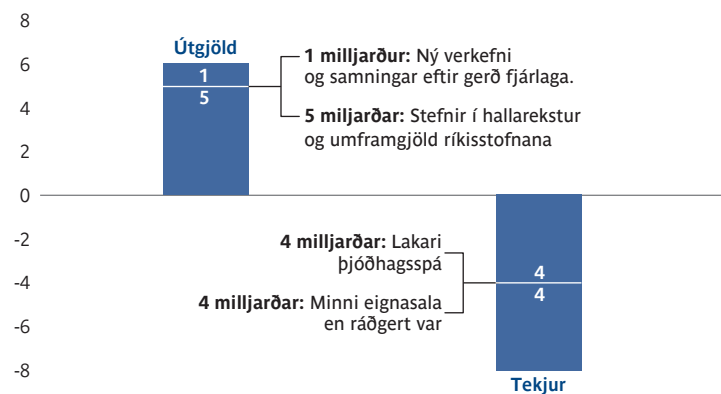 8
6
4
2
0
-2
-4
-6
-8
Útgjöld
1
5
1 milljarður: Ný verkefni
og samningar eftir gerð fjárlaga.
5 miljarðar: Stefnir í hallarekstur
og umframgjöld ríkisstofnana
4 milljarðar: Lakari
þjóðhagsspá
4 milljarðar: Minni eignasala
en ráðgert var
4
4
Tekjur